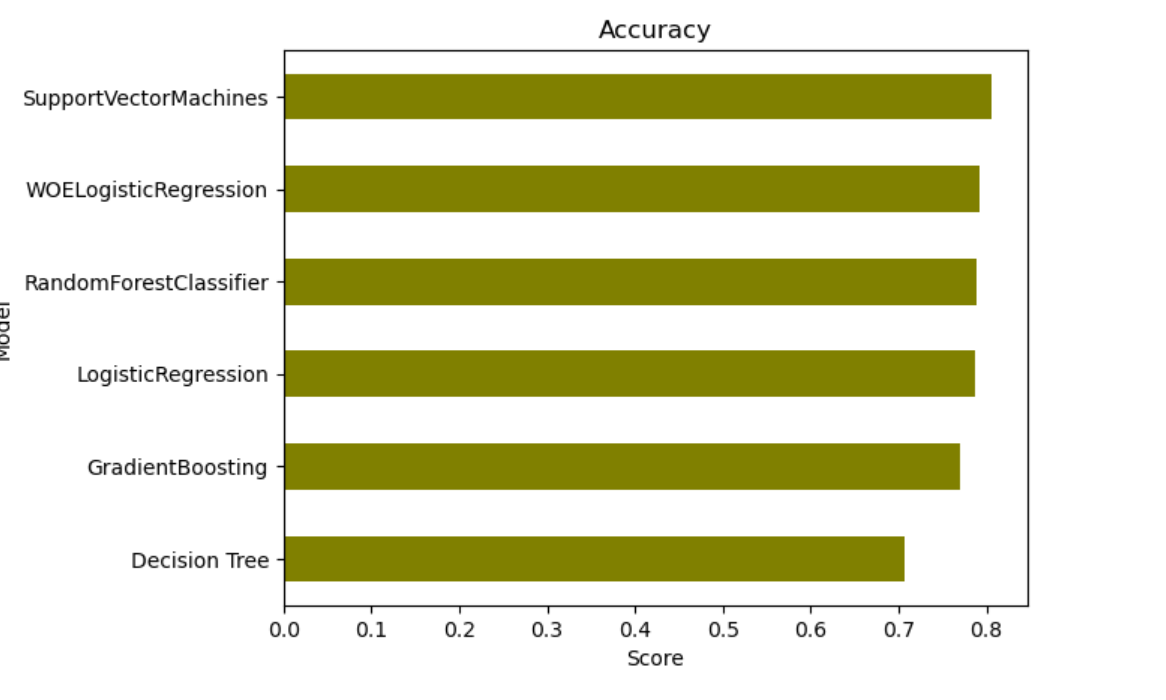 Accuracy
SupportVectorMachines
WOELogisticRegression
RandomForestClassifier
LogisticRegression
GradientBoosting
Decision Tree
Model
0.0 0.1 0.2 0.3 0.4 0.5 0.6 0.7 0.8
Score